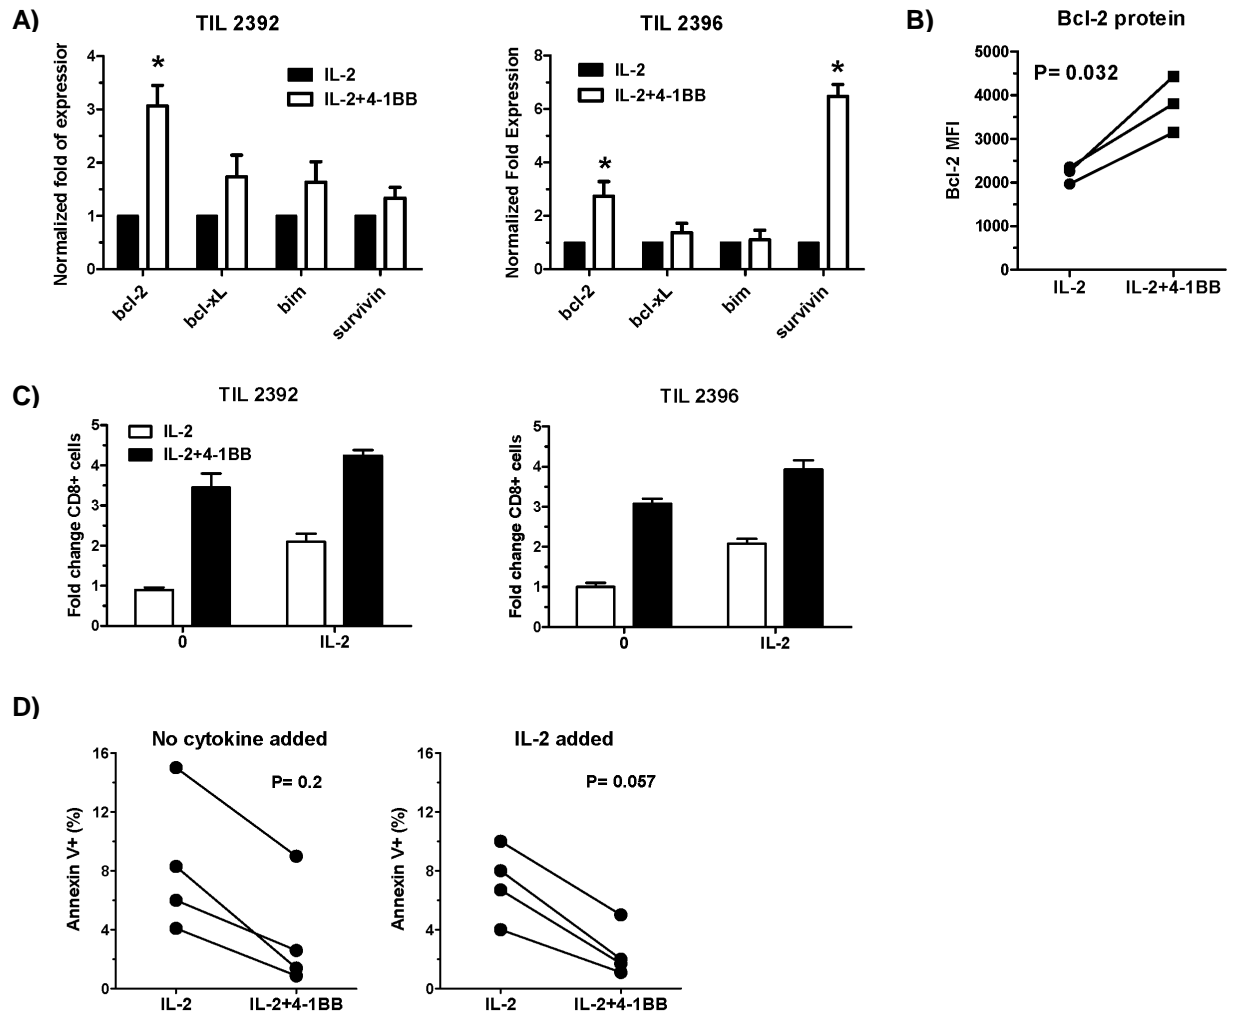 A)
TIL 2392
Normalized fold of expression
4
3
2
1
0
*
IL-2
IL-2+4-1BB
bcl-2
bcl-xL
bim
survivin
TIL 2396
Normalized Fold Expression
8
6
4
2
0
IL-2
IL-2+4-1BB
*
*
bcl-2
bcl-xL
bim
survivin
B)
Bcl-2 protein
Bcl-2 MFI
5000
4000
3000
2000
1000
0
P= 0.032
IL-2
IL-2+4-1BB
C)
TIL 2392
Fold change CD8+ cells
5
4
3
2
1
0
IL-2
IL-2+4-1BB
0
IL-2
TIL 2396
Fold change CD8+ cells
5
4
3
2
1
0
0
IL-2
D)
No cytokine added
Annexin V+ (%)
16
12
8
4
0
P= 0.2
IL-2
IL-2+4-1BB
IL-2 added
Annexin V+ (%)
16
12
8
4
0
P= 0.057
IL-2
IL-2+4-1BB